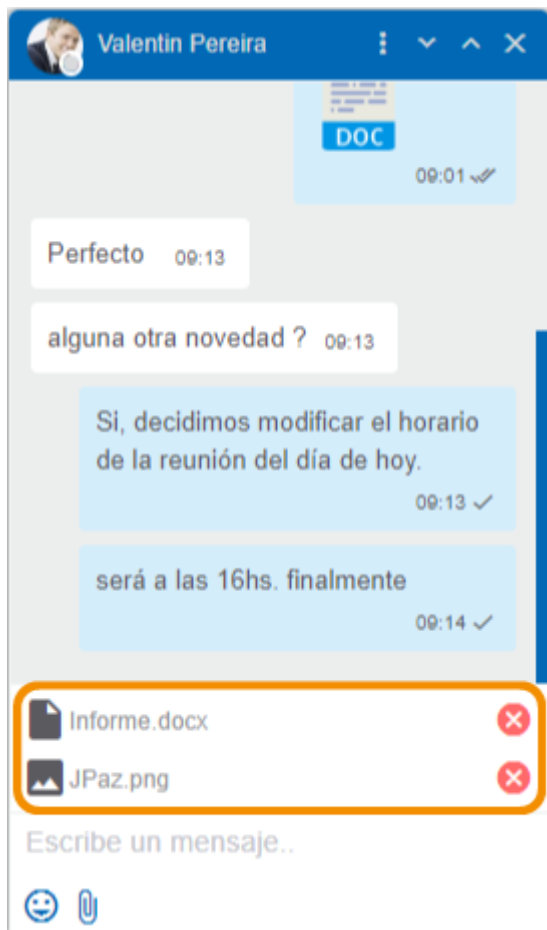 Valentin Pereira
DOC
09:01
Perfecto 09:13
alguna otra novedad ? 09:13
Si, decidimos modificar el horario
de la reunión del día de hoy.
09:13
será a las 16hs. finalmente
09:14
Informe.docx
JPaz.png
Escribe un mensaje..